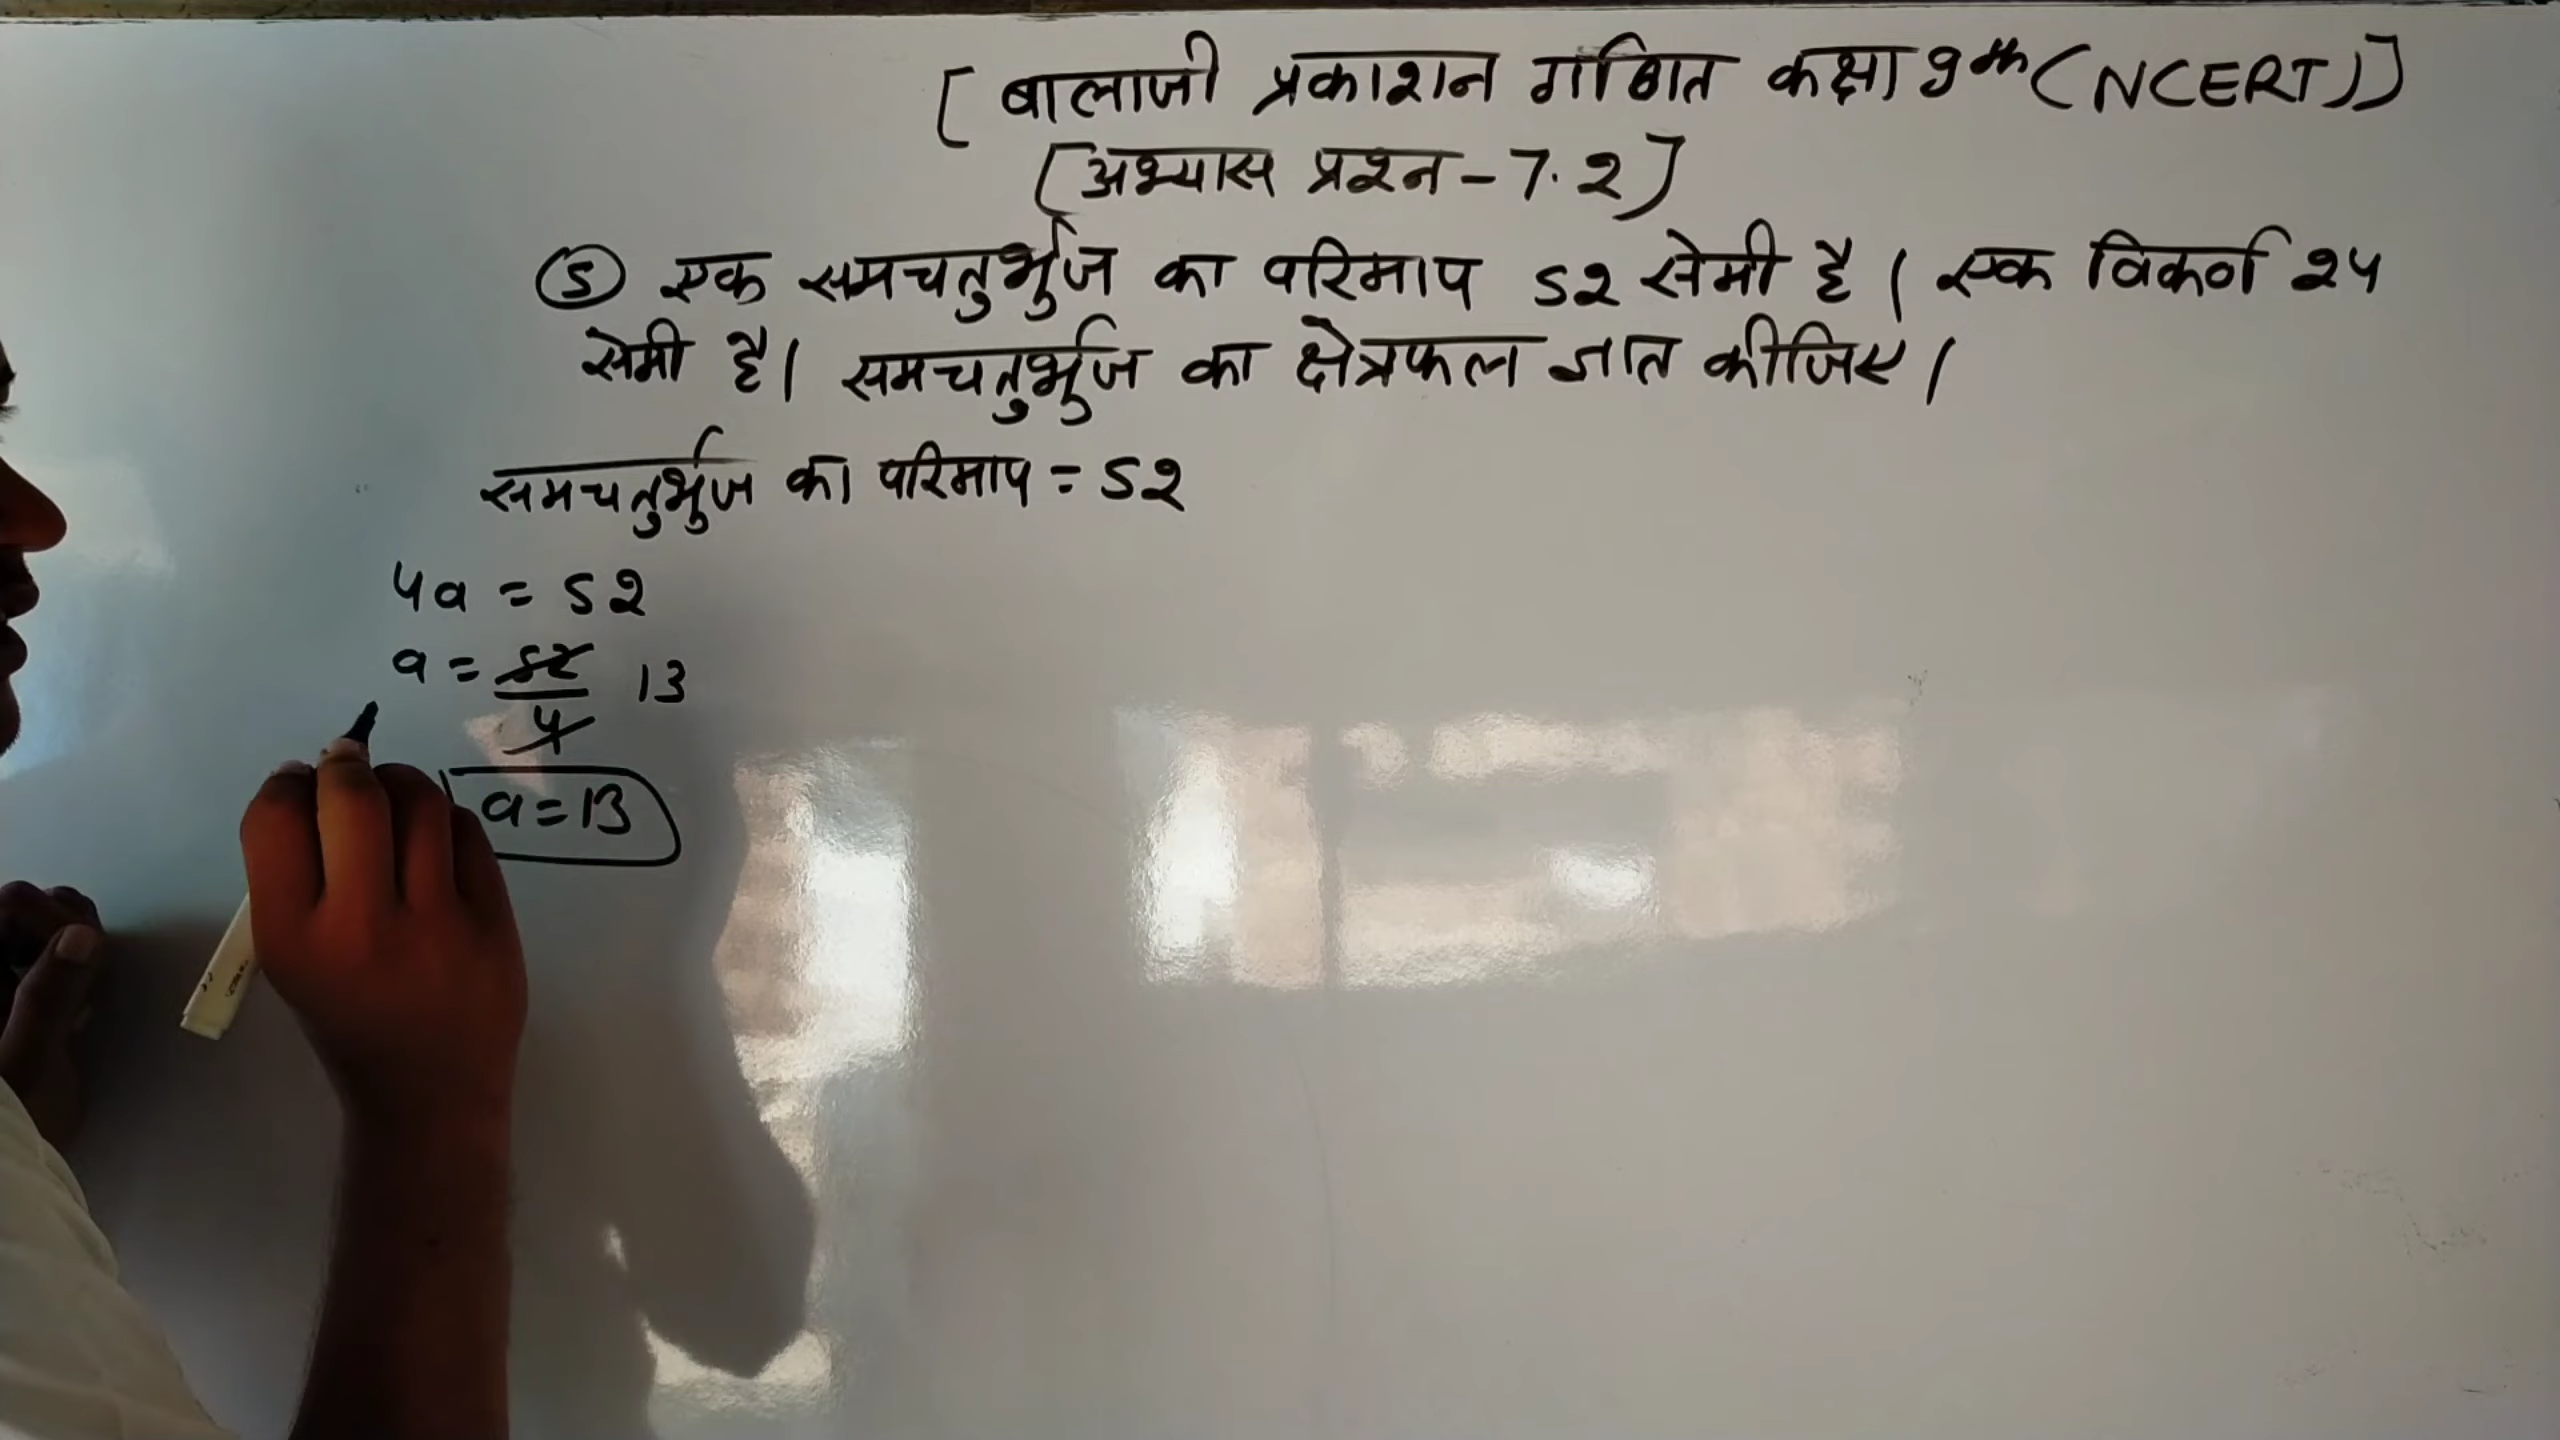 [बालाजी प्रकाशन गणित कक्षा 9th (NCERT)]
[अभ्यास प्रश्न - 7.2]
(5) एक समचतुर्भुज का परिमाप 52 सेमी है। एक विकर्ण 24
सेमी है। समचतुर्भुज का क्षेत्रफल ज्ञात कीजिए।
समचतुर्भुज का परिमाप = 52
4a = 52
a = 52/4 13
a = 13